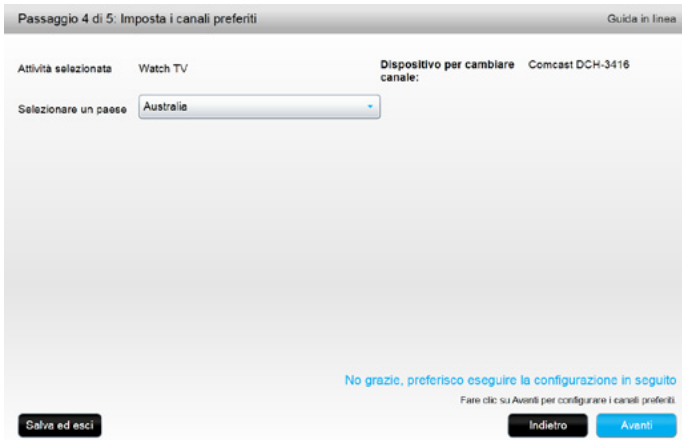 Passaggio 4 di 5: Imposta i canali preferiti
Guida in linea
Attività selezionata
Watch TV
Dispositivo per cambiare canale:
Comcast DCH-3416
Selezionare un paese
Australia
No grazie, preferisco eseguire la configurazione in seguito
Fare clic su Avanti per configurare i canali preferiti.
Salva ed esci
Indietro
Avanti